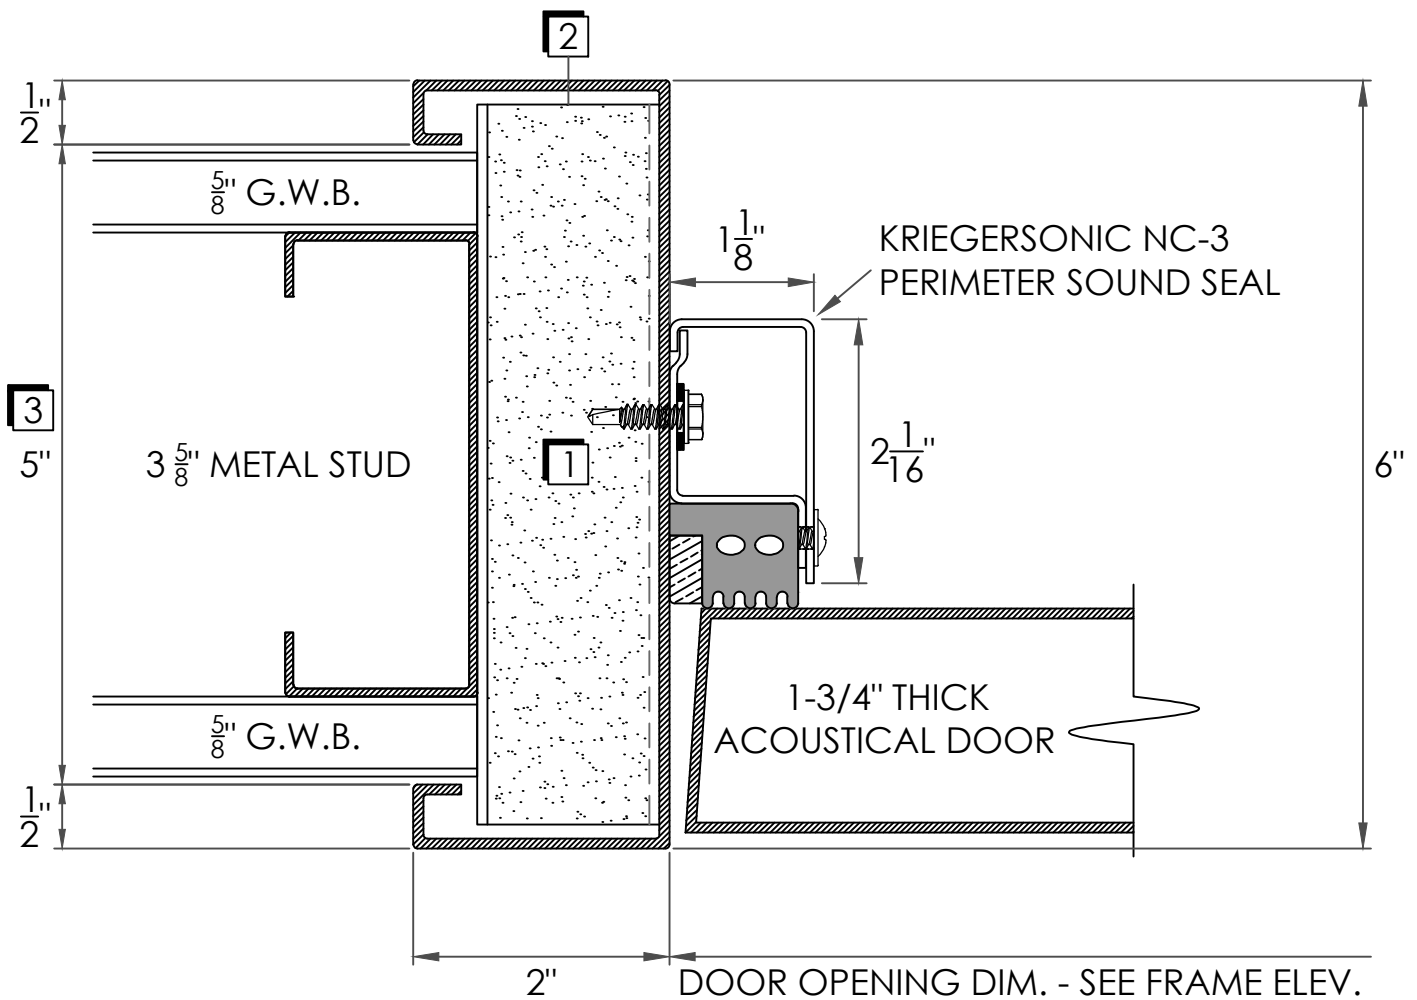 2
1/2"
5/8" G.W.B.
1 1/8"
KRIEGERSONIC NC-3
PERIMETER SOUND SEAL
3
5"
3 5/8" METAL STUD
1
2 1/16"
6"
1-3/4" THICK
ACOUSTICAL DOOR
5/8" G.W.B.
1/2"
2"
DOOR OPENING DIM. - SEE FRAME ELEV.